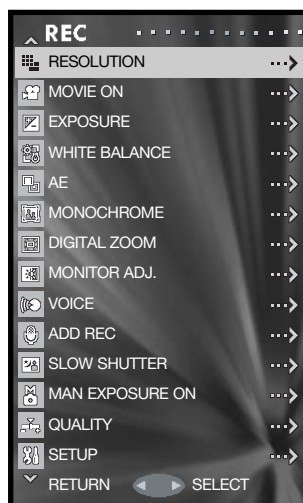 REC
RESOLUTION
MOVIE ON
EXPOSURE
WHITE BALANCE
AE
MONOCHROME
DIGITAL ZOOM
MONITOR ADJ.
VOICE
ADD REC
SLOW SHUTTER
MAN EXPOSURE ON
QUALITY
SETUP
RETURN SELECT